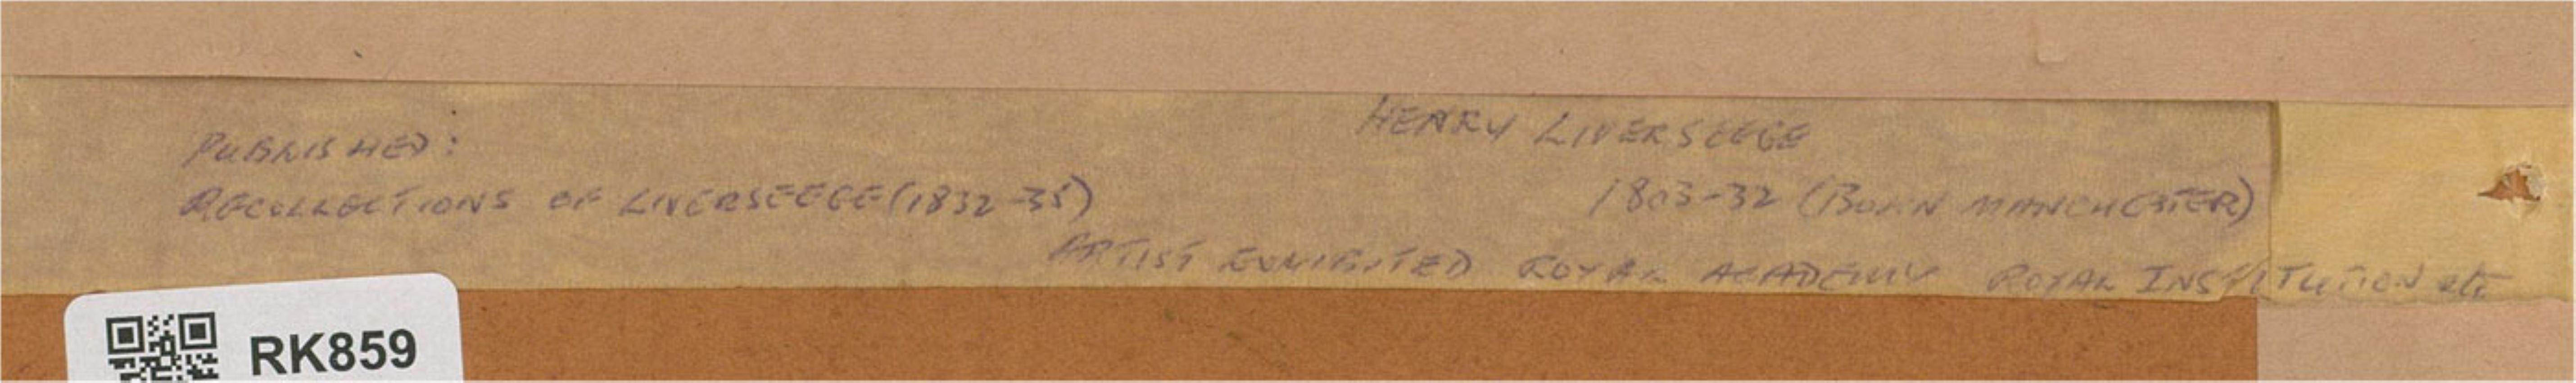 PUBLISHED:
RECOLLECTIONS OF LIVERSEEGE (1832-35)
HENRY LIVERSEEGE
1803-32 (BORN MANCHESTER)
ARTIST EXHIBITED ROYAL ACADEMY ROYAL INSTITUTION etc
RK859